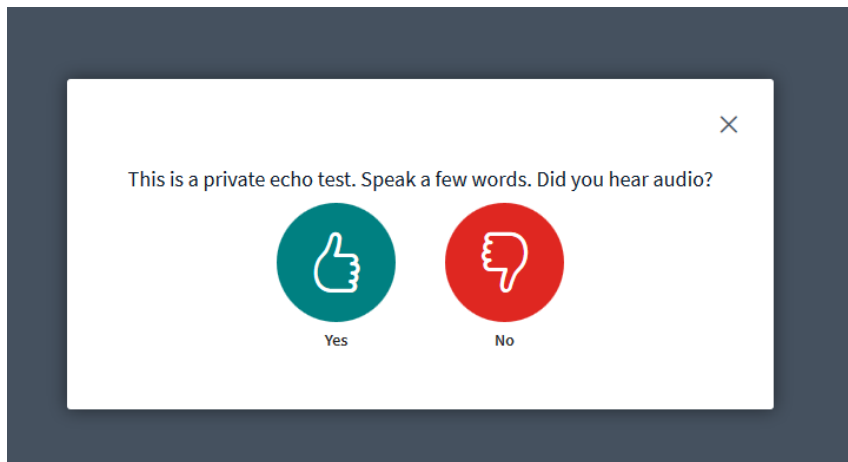 This is a private echo test. Speak a few words. Did you hear audio?
Yes
No